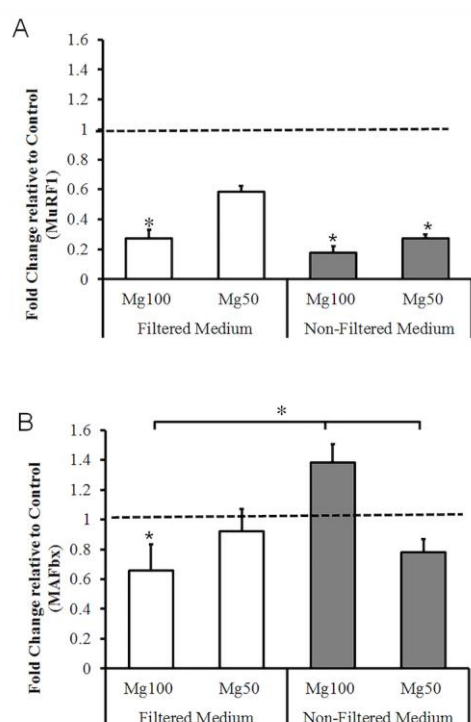 A
Fold Change relative to Control
(MuRF1)
1.6
1.4
1.2
1
0.8
0.6
0.4
0.2
0
*
*
*
Mg100 Mg50 Mg100 Mg50
Filtered Medium Non-Filtered Medium
B
Fold Change relative to Control
(MAFbx)
*
1.6
1.4
1.2
1
0.8
0.6
0.4
0.2
0
*
Mg100 Mg50 Mg100 Mg50
Filtered Medium Non-Filtered Medium